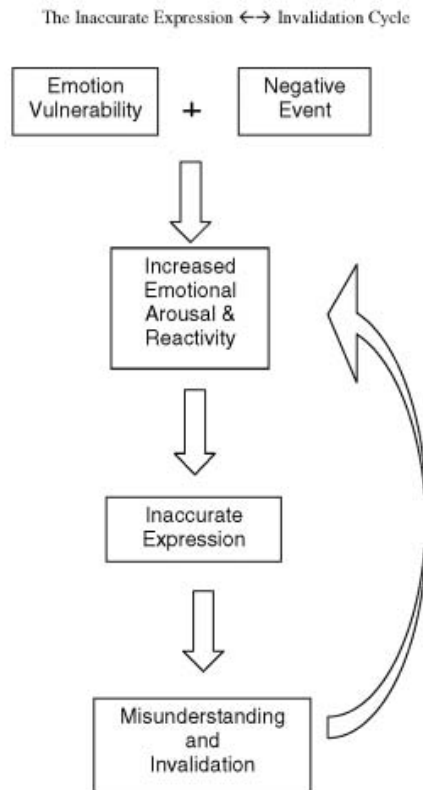 The Inaccurate Expression ←→ Invalidation Cycle
Emotion
Vulnerability
+
Negative
Event
Increased
Emotional
Arousal &
Reactivity
Inaccurate
Expression
Misunderstanding
and
Invalidation